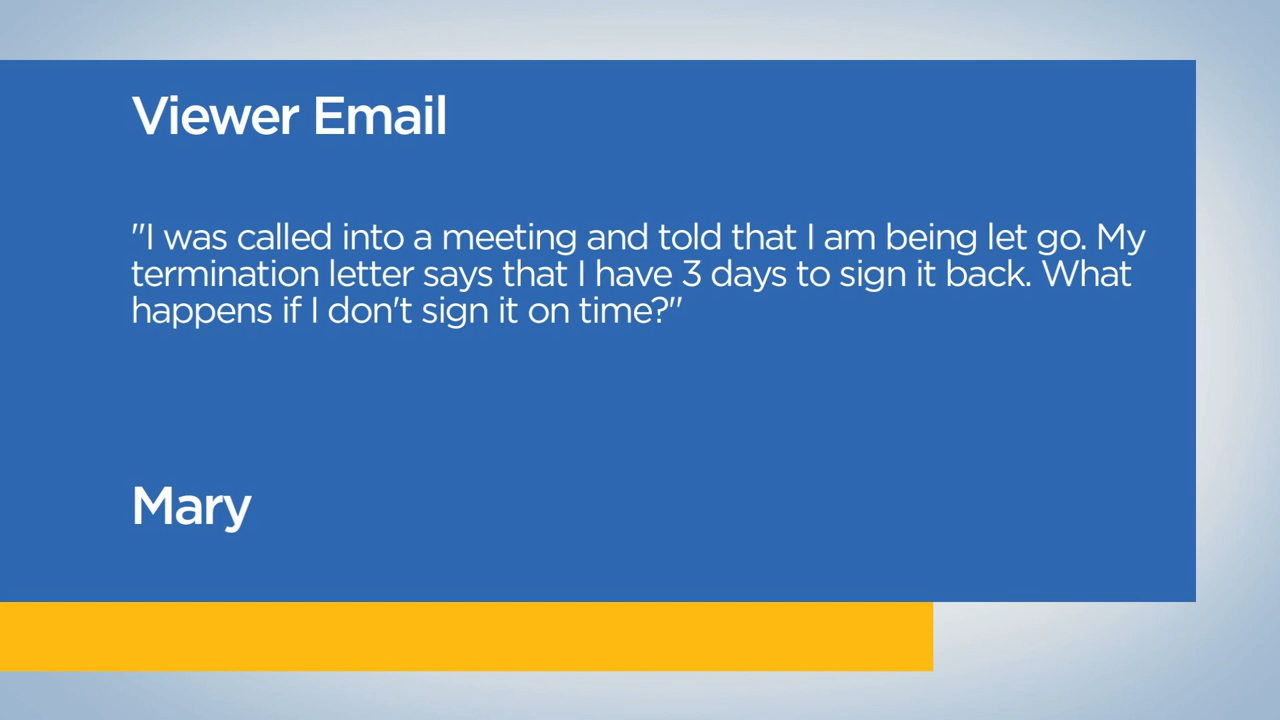 Viewer Email
"I was called into a meeting and told that I am being let go. My
termination letter says that I have 3 days to sign it back. What
happens if I don't sign it on time?"
Mary